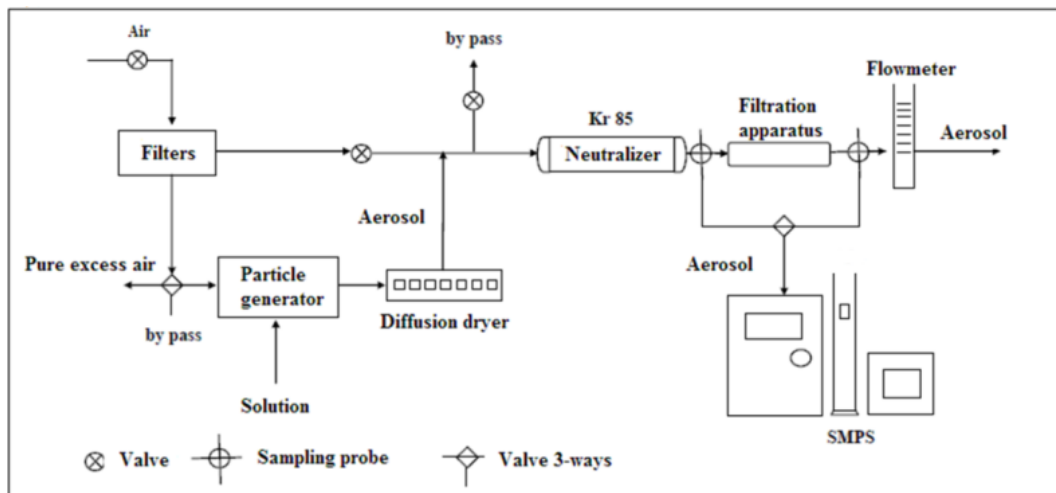 Air
by pass
Flowmeter
Kr 85
Filtration
apparatus
Aerosol
Filters
Neutralizer
Aerosol
Pure excess air
Particle
generator
Aerosol
by pass
Diffusion dryer
Solution
SMPS
Valve
Sampling probe
Valve 3-ways